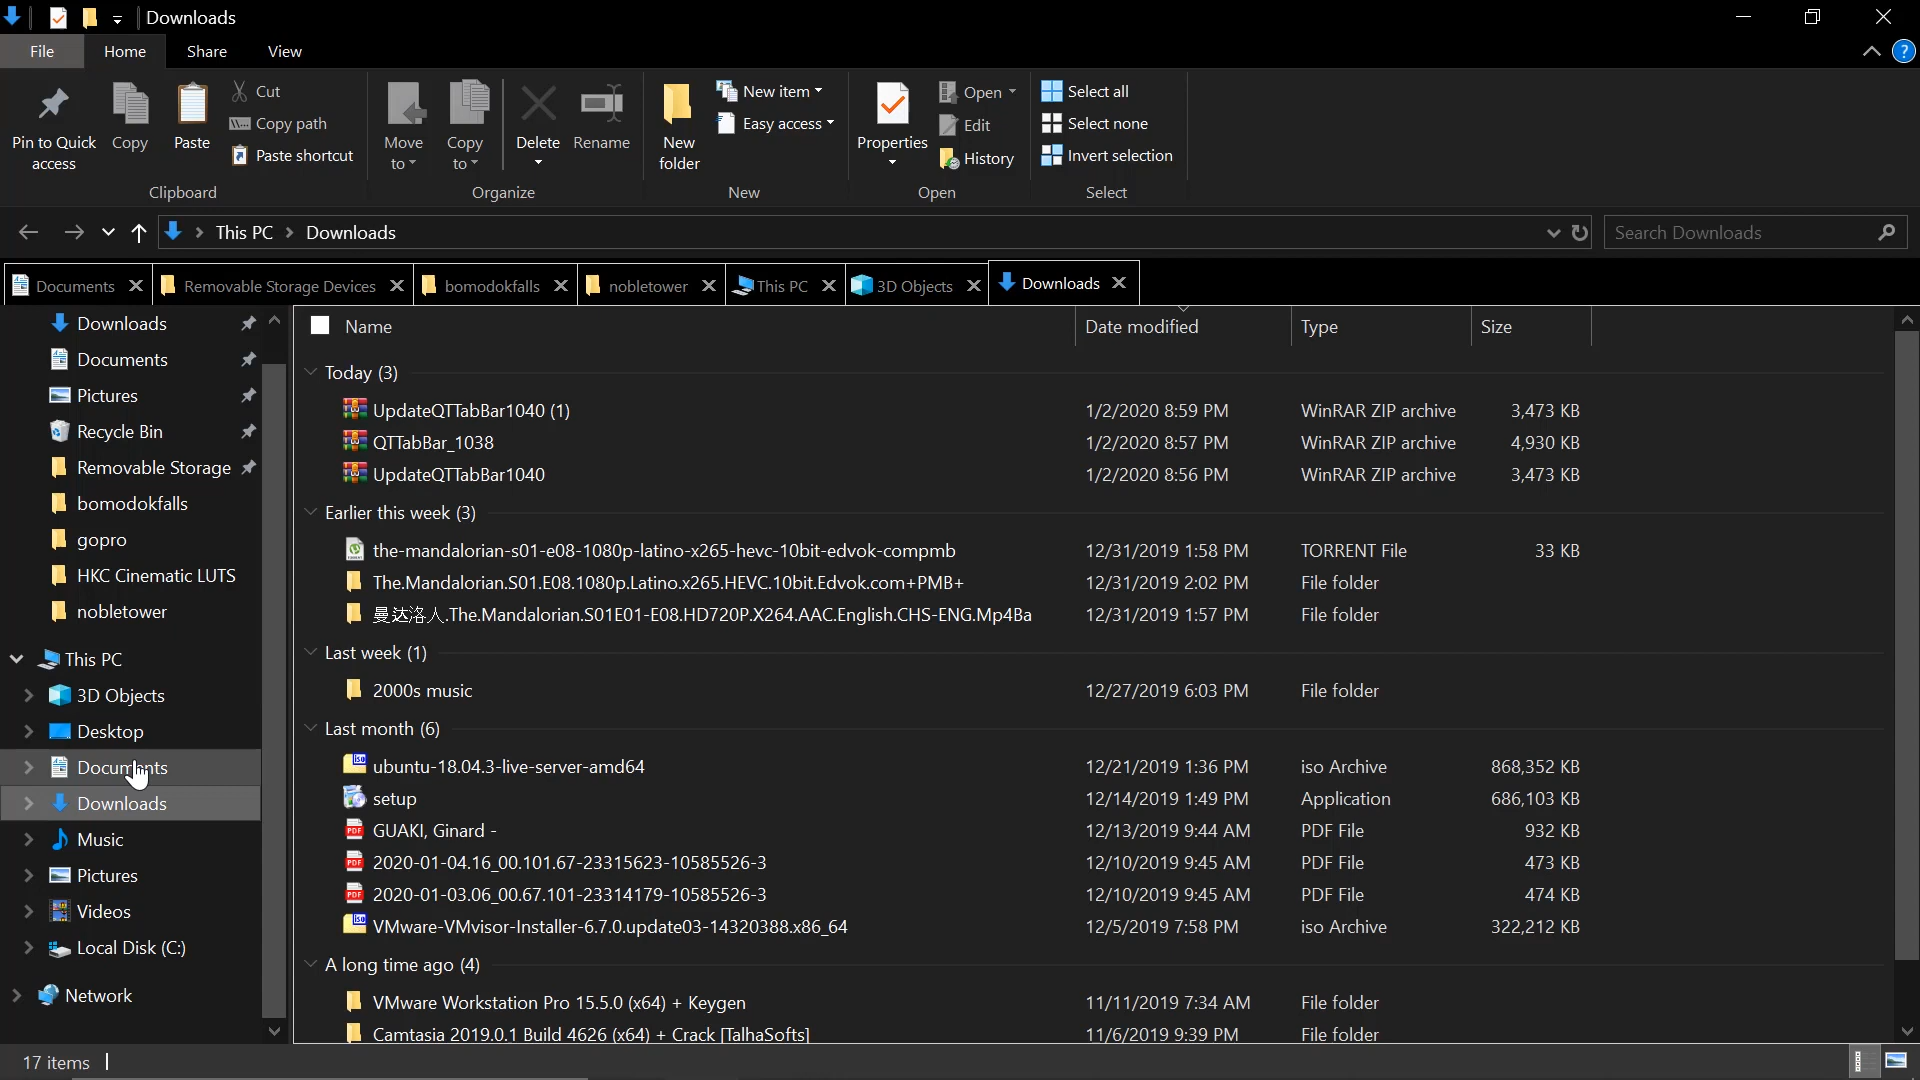 Downloads
File Home Share View
Pin to Quick access
Copy
Paste
Cut
Copy path
Paste shortcut
Clipboard
Move to
Copy to
Delete
Rename
Organize
New folder
New item
Easy access
New
Properties
Open
Edit
History
Open
Select all
Select none
Invert selection
Select
This PC > Downloads
Search Downloads
Documents Removable Storage Devices bomodokfalls nobletower This PC 3D Objects Downloads
Downloads
Documents
Pictures
Recycle Bin
Removable Storage
bomodokfalls
gopro
HKC Cinematic LUTS
nobletower
This PC
3D Objects
Desktop
Documents
Downloads
Music
Pictures
Videos
Local Disk (C:)
Network
Name Date modified Type Size
Today (3)
UpdateQTTabBar1040 (1) 1/2/2020 8:59 PM WinRAR ZIP archive 3,473 KB
QTTabBar_1038 1/2/2020 8:57 PM WinRAR ZIP archive 4,930 KB
UpdateQTTabBar1040 1/2/2020 8:56 PM WinRAR ZIP archive 3,473 KB
Earlier this week (3)
the-mandalorian-s01-e08-1080p-latino-x265-hevc-10bit-edvok-compmb 12/31/2019 1:58 PM TORRENT File 33 KB
The.Mandalorian.S01.E08.1080p.Latino.x265.HEVC.10bit.Edvok.com+PMB+ 12/31/2019 2:02 PM File folder
曼达洛人.The.Mandalorian.S01E01-E08.HD720P.X264.AAC.English.CHS-ENG.Mp4Ba 12/31/2019 1:57 PM File folder
Last week (1)
2000s music 12/27/2019 6:03 PM File folder
Last month (6)
ubuntu-18.04.3-live-server-amd64 12/21/2019 1:36 PM iso Archive 868,352 KB
setup 12/14/2019 1:49 PM Application 686,103 KB
GUAKI, Ginard - 12/13/2019 9:44 AM PDF File 932 KB
2020-01-04.16_00.101.67-23315623-10585526-3 12/10/2019 9:45 AM PDF File 473 KB
2020-01-03.06_00.67.101-23314179-10585526-3 12/10/2019 9:45 AM PDF File 474 KB
VMware-VMvisor-Installer-6.7.0.update03-14320388.x86_64 12/5/2019 7:58 PM iso Archive 322,212 KB
A long time ago (4)
VMware Workstation Pro 15.5.0 (x64) + Keygen 11/11/2019 7:34 AM File folder
Camtasia 2019.0.1 Build 4626 (x64) + Crack [TalhaSofts] 11/6/2019 9:39 PM File folder
17 items